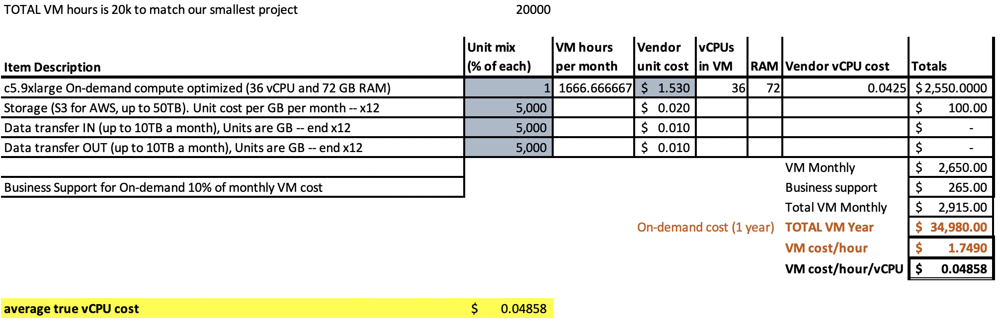 TOTAL VM hours is 20k to match our smallest project 20000
Unit mix VM hours Vendor vCPUs
Item Description (% of each) per month unit cost in VM RAM Vendor vCPU cost Totals
c5.9xlarge On-demand compute optimized (36 vCPU and 72 GB RAM) 1 1666.666667 $ 1.530 36 72 0.0425 $2,550.0000
Storage (S3 for AWS, up to 50TB). Unit cost per GB per month -- x12 5,000 $ 0.020 $ 100.00
Data transfer IN (up to 10TB a month), Units are GB -- end x12 5,000 $ 0.010 $ -
Data transfer OUT (up to 10TB a month), Units are GB -- end x12 5,000 $ 0.010 $ -
VM Monthly $ 2,650.00
Business Support for On-demand 10% of monthly VM cost Business support $ 265.00
Total VM Monthly $ 2,915.00
On-demand cost (1 year) TOTAL VM Year $ 34,980.00
VM cost/hour $ 1.7490
VM cost/hour/vCPU $ 0.04858
average true vCPU cost $ 0.04858